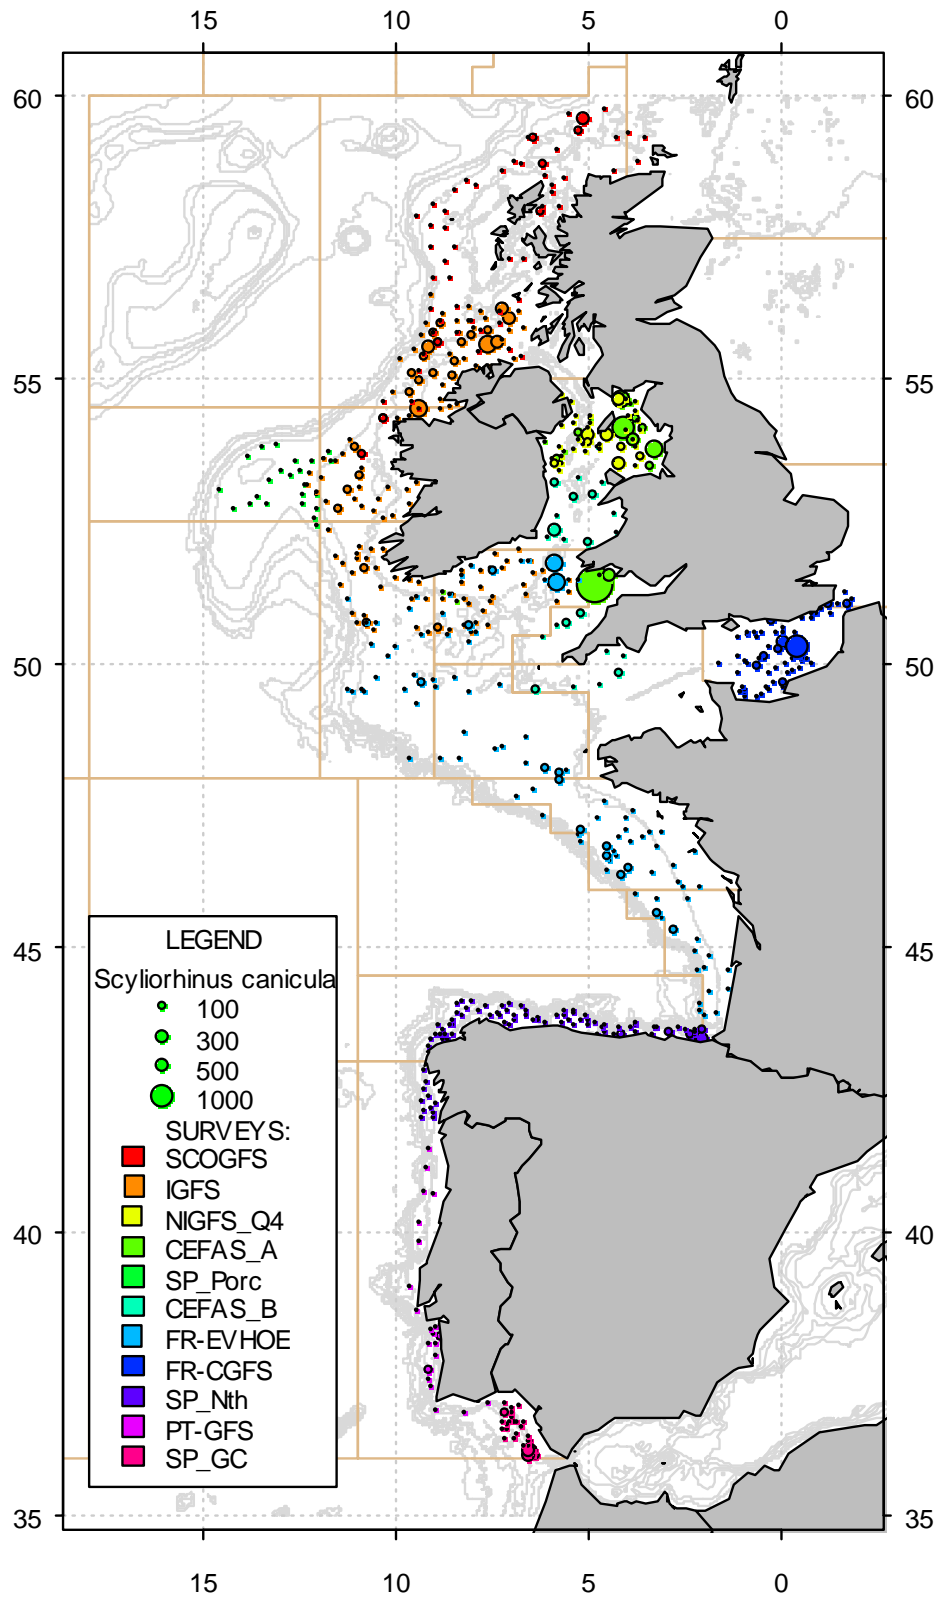 15 10 5 0
60 60
55 55
50 50
45 45
40 40
35 35
LEGEND
Scyliorhinus canicula
100
300
500
1000
SURVEYS:
SCOGFS
IGFS
NIGFS_Q4
CEFAS_A
SP_Porc
CEFAS_B
FR-EVHOE
FR-CGFS
SP_Nth
PT-GFS
SP_GC
15 10 5 0